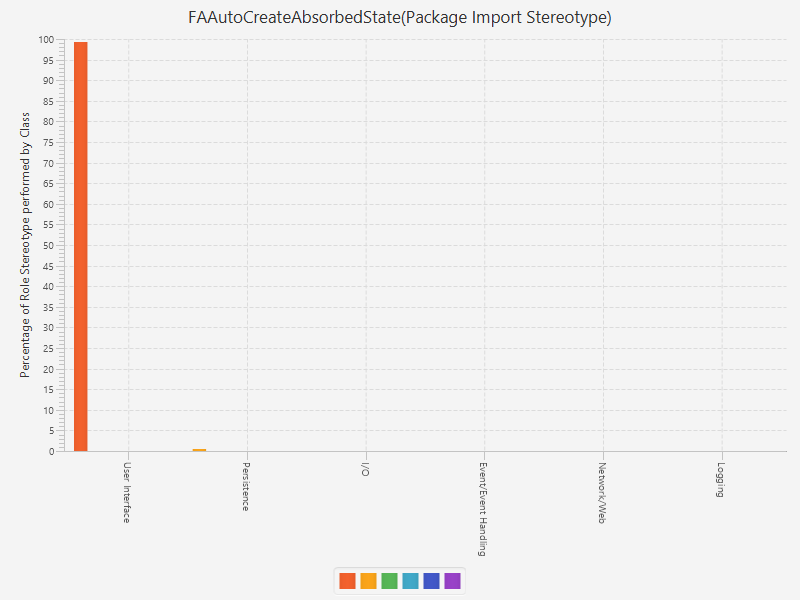 FAAutoCreateAbsorbedState(Package Import Stereotype)
Percentage of Role Stereotype performed by Class
100
95
90
85
80
75
70
65
60
55
50
45
40
35
30
25
20
15
10
5
0
User Interface
Persistence
I/O
Event/Event Handling
Network/Web
Logging